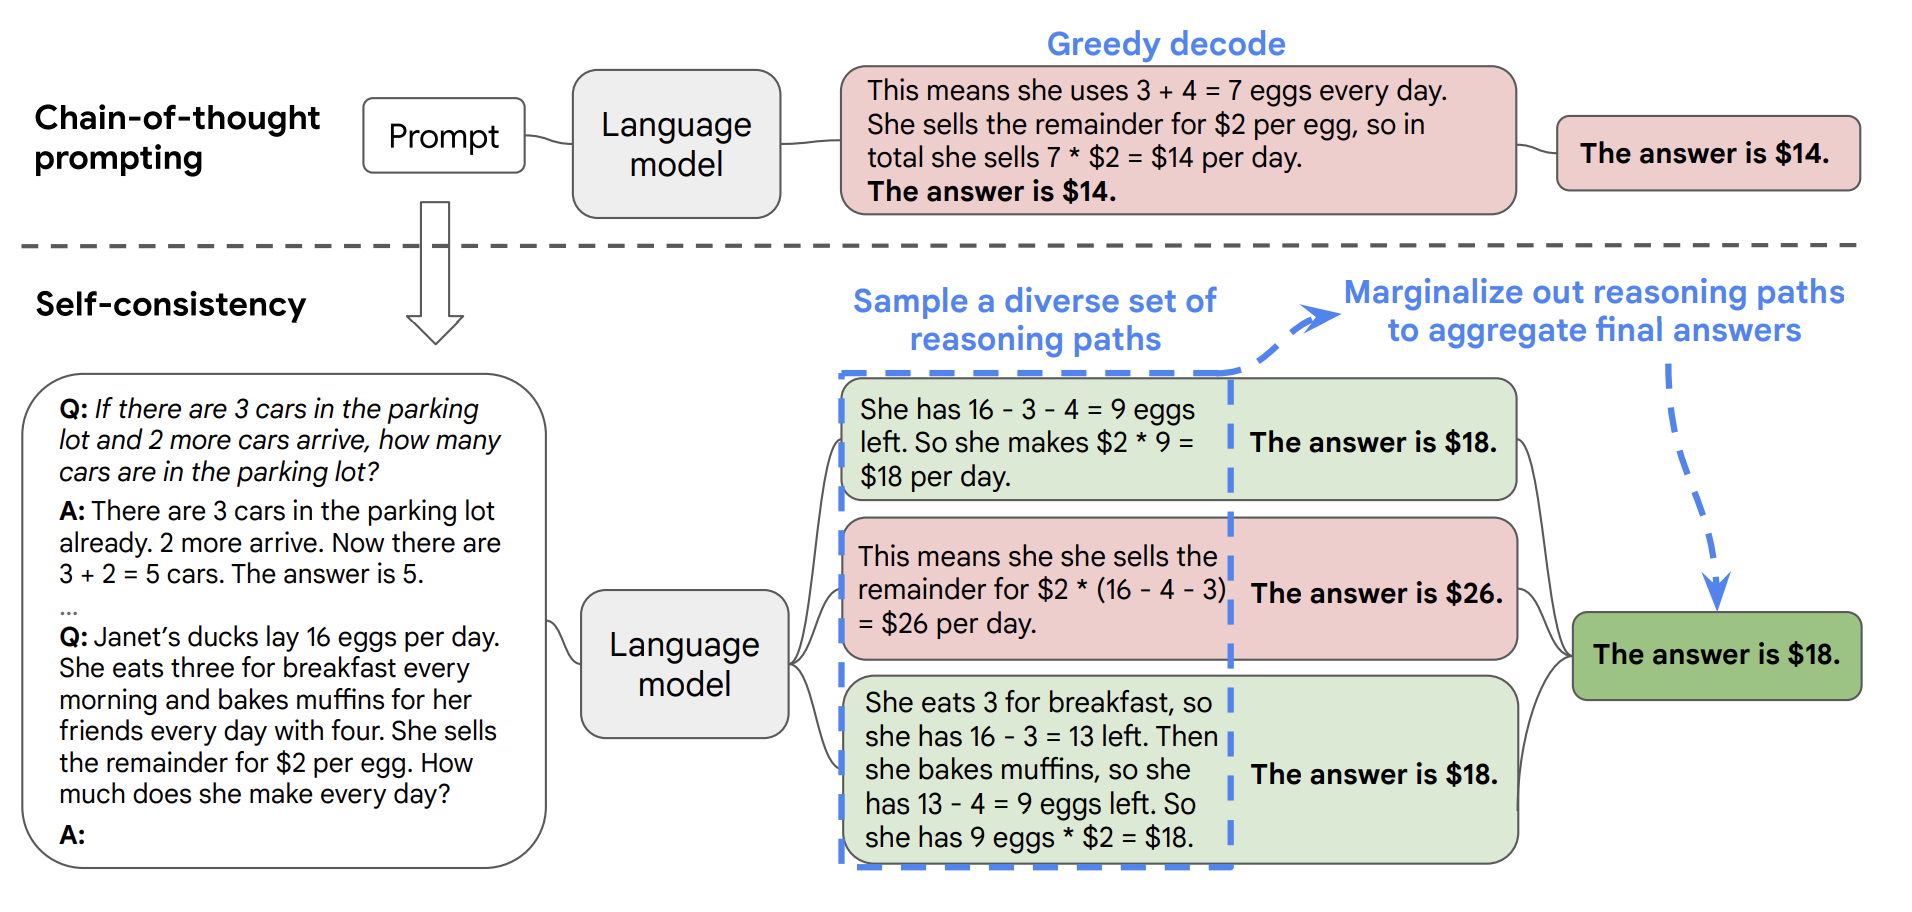 Greedy decode
Chain-of-thought
prompting
Prompt
Language
model
This means she uses 3 + 4 = 7 eggs every day.
She sells the remainder for $2 per egg, so in
total she sells 7 * $2 = $14 per day.
The answer is $14.
The answer is $14.
Self-consistency
Sample a diverse set of
reasoning paths
Marginalize out reasoning paths
to aggregate final answers
Q: If there are 3 cars in the parking
lot and 2 more cars arrive, how many
cars are in the parking lot?
A: There are 3 cars in the parking lot
already. 2 more arrive. Now there are
3 + 2 = 5 cars. The answer is 5.
...
Q: Janet’s ducks lay 16 eggs per day.
She eats three for breakfast every
morning and bakes muffins for her
friends every day with four. She sells
the remainder for $2 per egg. How
much does she make every day?
A:
Language
model
She has 16 - 3 - 4 = 9 eggs
left. So she makes $2 * 9 =
$18 per day.
The answer is $18.
This means she she sells the
remainder for $2 * (16 - 4 - 3)
= $26 per day.
The answer is $26.
She eats 3 for breakfast, so
she has 16 - 3 = 13 left. Then
she bakes muffins, so she
has 13 - 4 = 9 eggs left. So
she has 9 eggs * $2 = $18.
The answer is $18.
The answer is $18.